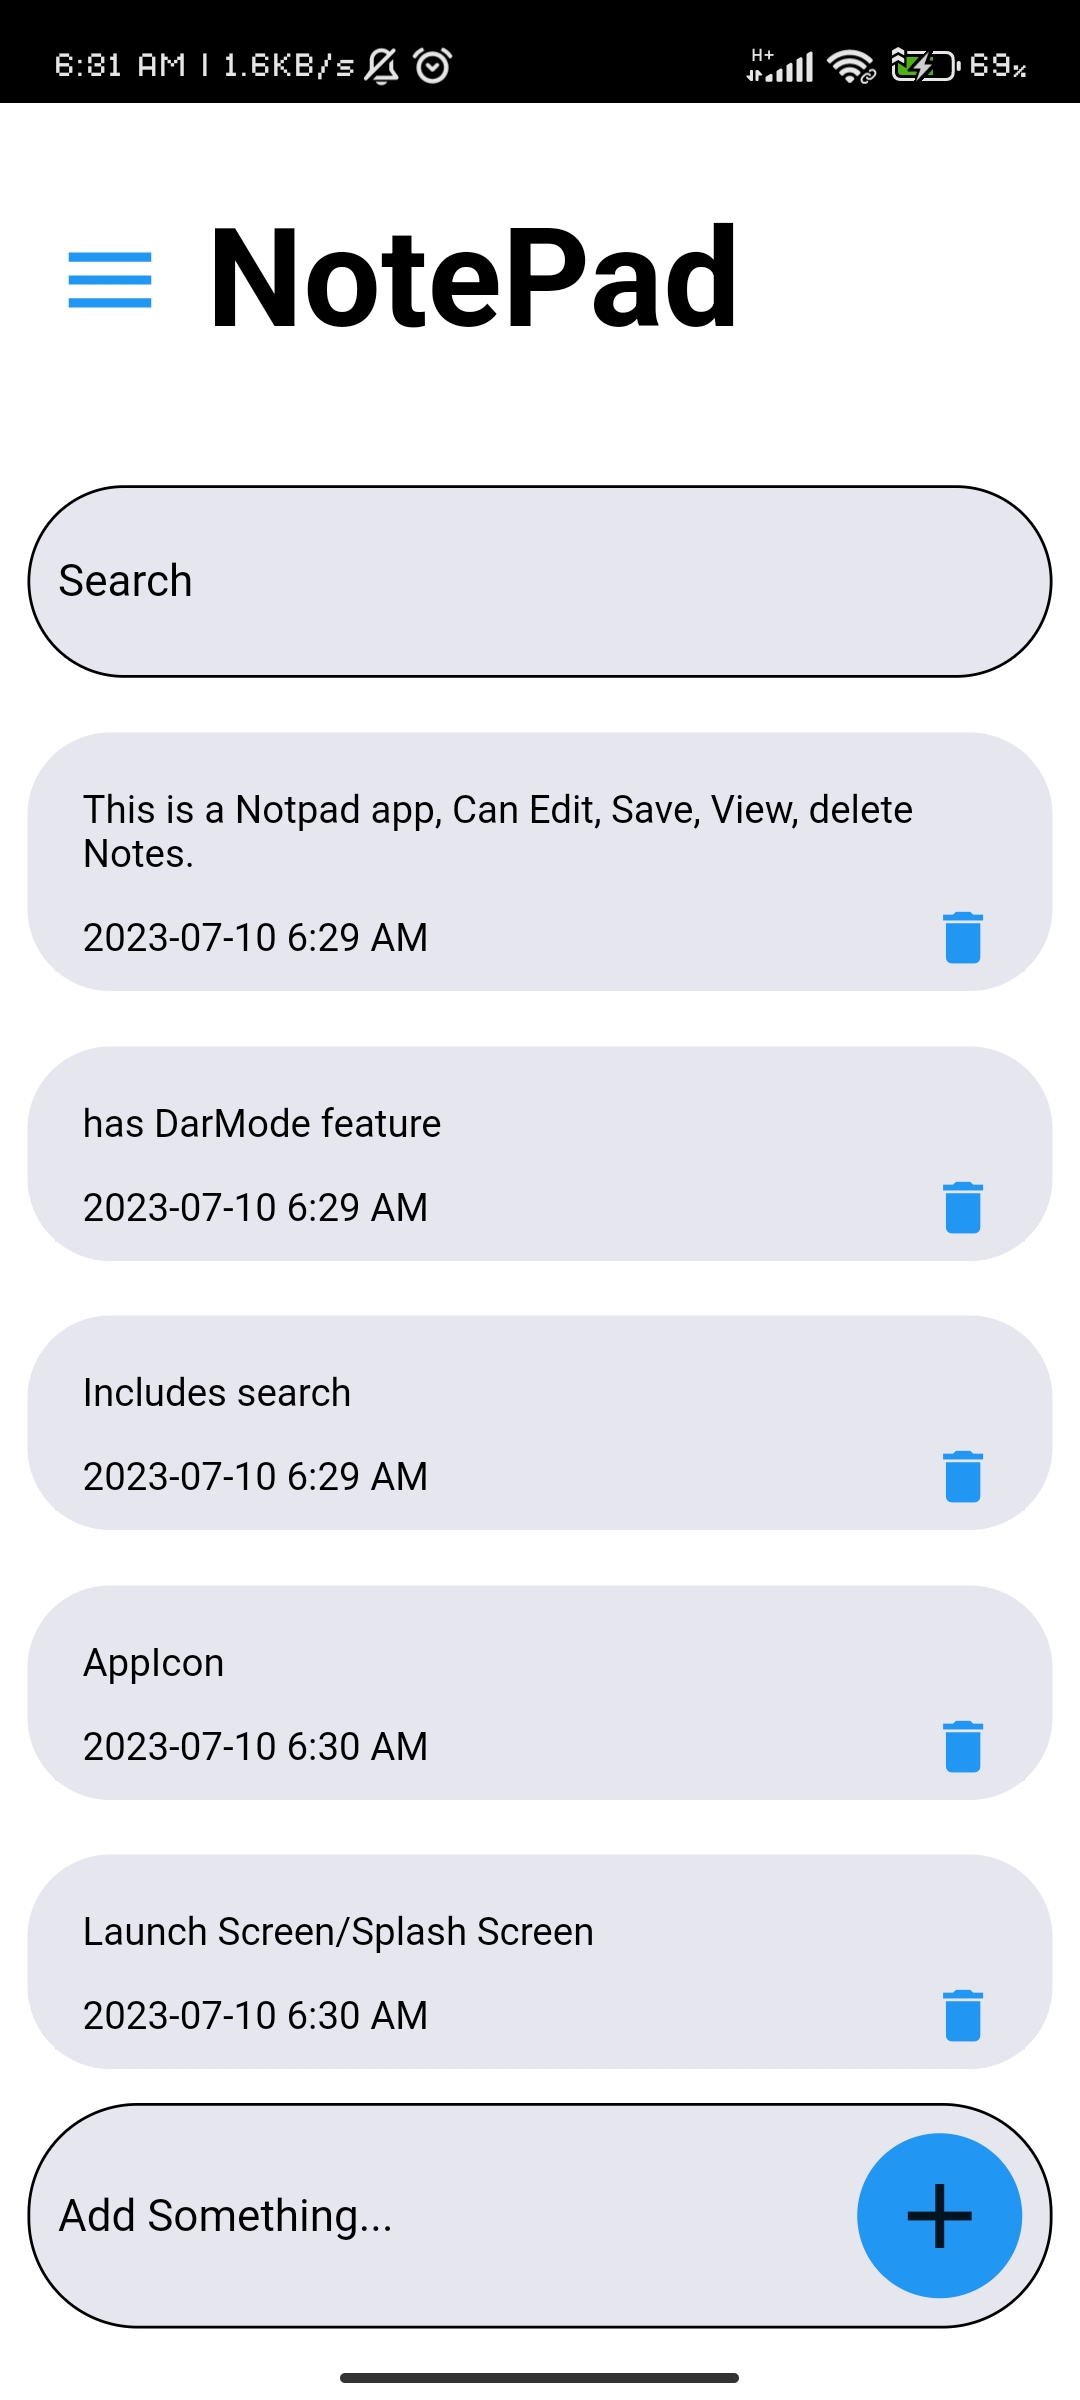 6:31 AM | 1.6KB/s H+ 69%
NotePad
Search
This is a Notpad app, Can Edit, Save, View, delete
Notes.
2023-07-10 6:29 AM
has DarMode feature
2023-07-10 6:29 AM
Includes search
2023-07-10 6:29 AM
AppIcon
2023-07-10 6:30 AM
Launch Screen/Splash Screen
2023-07-10 6:30 AM
Add Something...